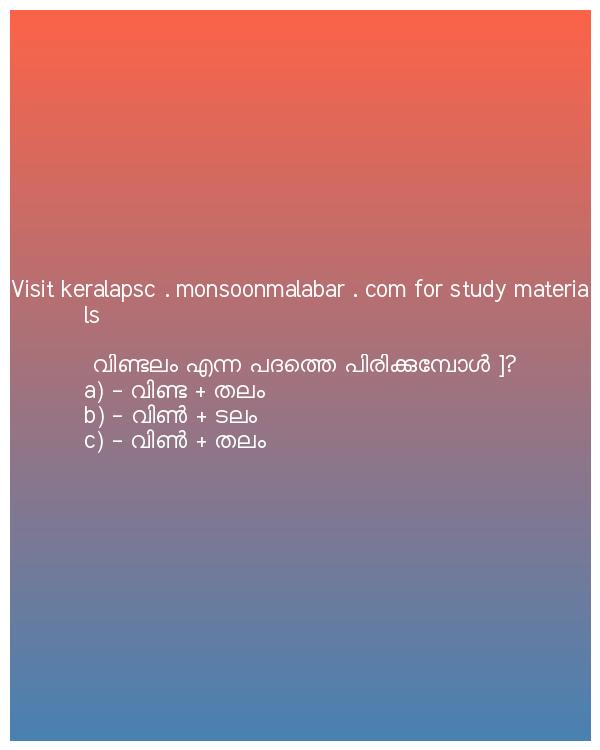 Visit keralapsc . monsoonmalabar . com for study materia
ls
വിണ്ടലം എന്ന പദത്തെ പിരിക്കുമ്പോൾ ]?
a) - വിണ്ട + തലം
b) - വിൺ + ടലം
c) - വിൺ + തലം